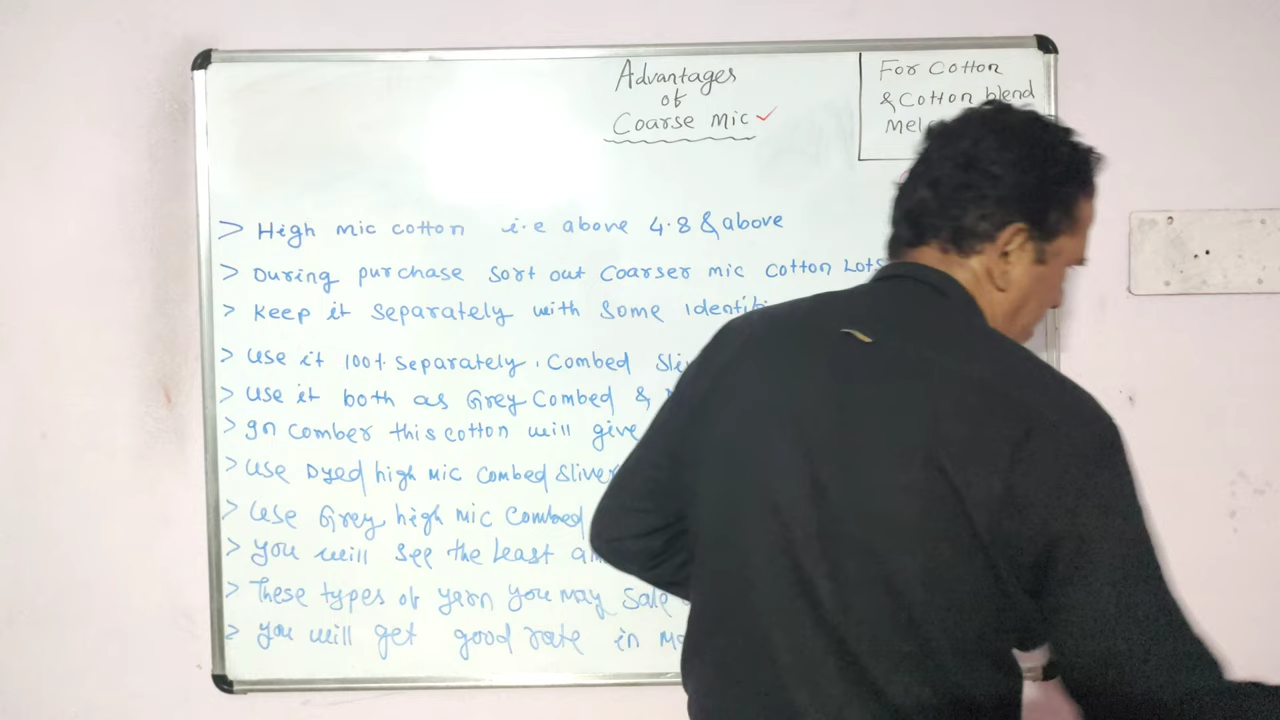 Advantages
of
Coarse Mic ✓
For Cotton
& Cotton blend
> High mic cotton i.e above 4.8 & above
> During purchase sort out Coarser mic Cotton Lots
> Keep it separately with some
> Use it 100% separately. Combed
> Use it both as Grey Combed &
> In comber this cotton will give
> Use Dyed high mic combed sliver
> Use Grey high mic Combed
> You will see the Least
> These types of yarn you may sale
> You will get good rate in